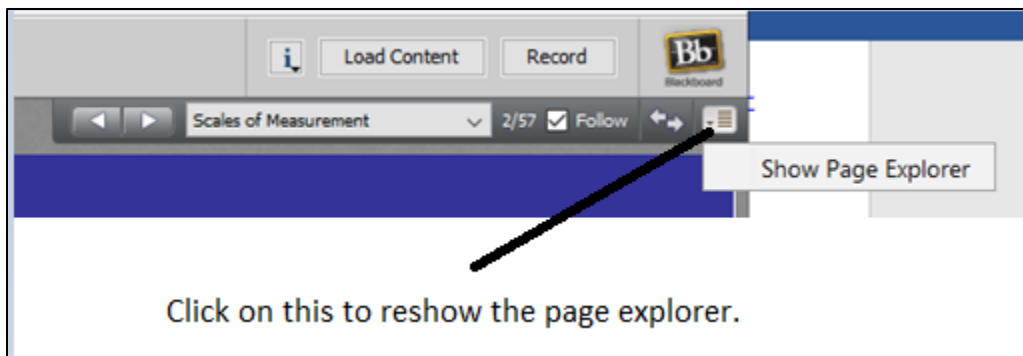 i
Load Content
Record
Bb
Blackboard
Scales of Measurement
2/57
Follow
Show Page Explorer
Click on this to reshow the page explorer.